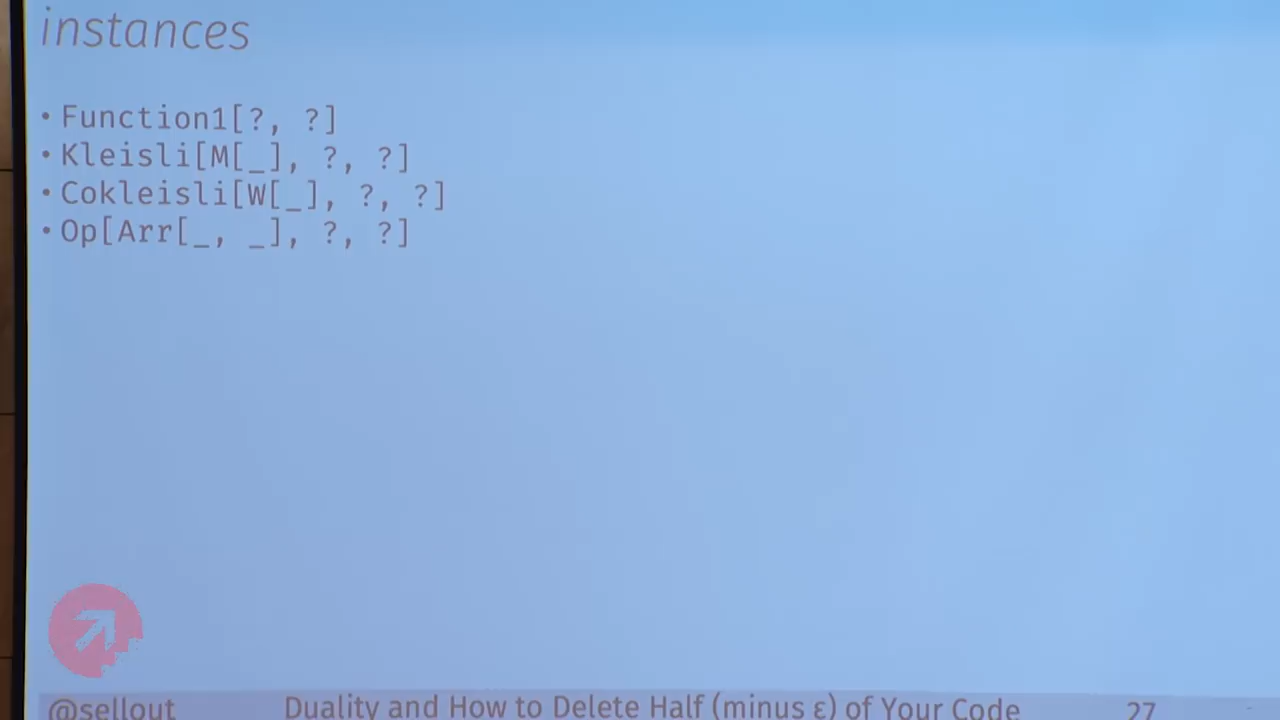 instances
• Function1[?, ?]
• Kleisli[M[_], ?, ?]
• Cokleisli[W[_], ?, ?]
• Op[Arr[_, _], ?, ?]
@sellout Duality and How to Delete Half (minus ε) of Your Code 27